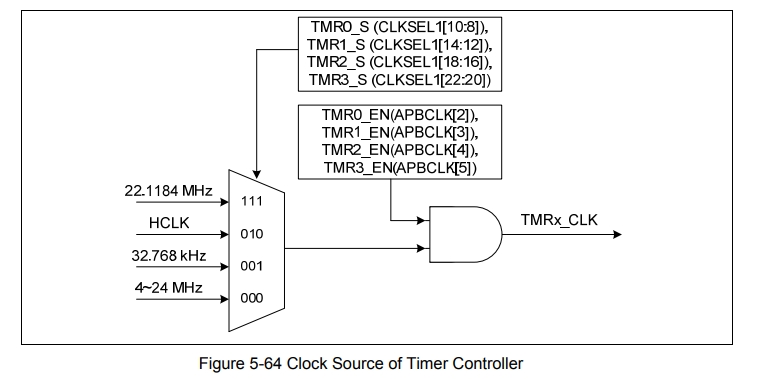 TMR0_S (CLKSEL1[10:8]),
TMR1_S (CLKSEL1[14:12]),
TMR2_S (CLKSEL1[18:16]),
TMR3_S (CLKSEL1[22:20])
TMR0_EN(APBCLK[2]),
TMR1_EN(APBCLK[3]),
TMR2_EN(APBCLK[4]),
TMR3_EN(APBCLK[5])
22.1184 MHz
111
HCLK
010
32.768 kHz
001
4~24 MHz
000
TMRx_CLK
Figure 5-64 Clock Source of Timer Controller